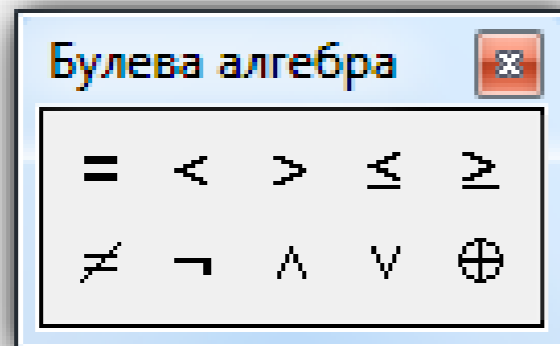 Булева алгебра
= < > ≤ ≥
≠ ¬ ∧ ∨ ⊕